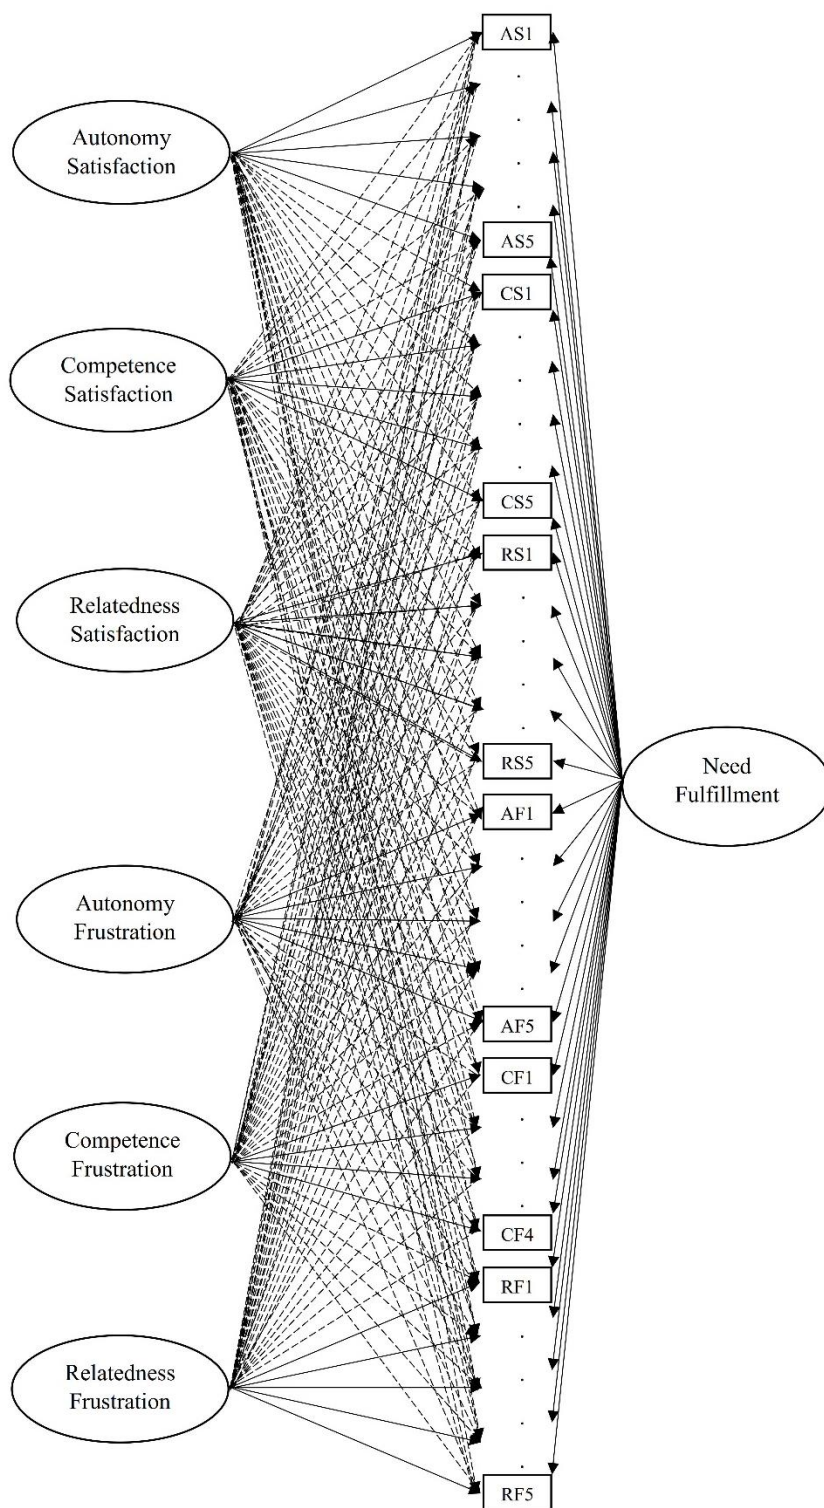 AS1
Autonomy
Satisfaction
AS5
CS1
Competence
Satisfaction
CS5
RS1
Relatedness
Satisfaction
RS5
Need
Fulfillment
AF1
Autonomy
Frustration
AF5
CF1
Competence
Frustration
CF4
RF1
Relatedness
Frustration
RF5